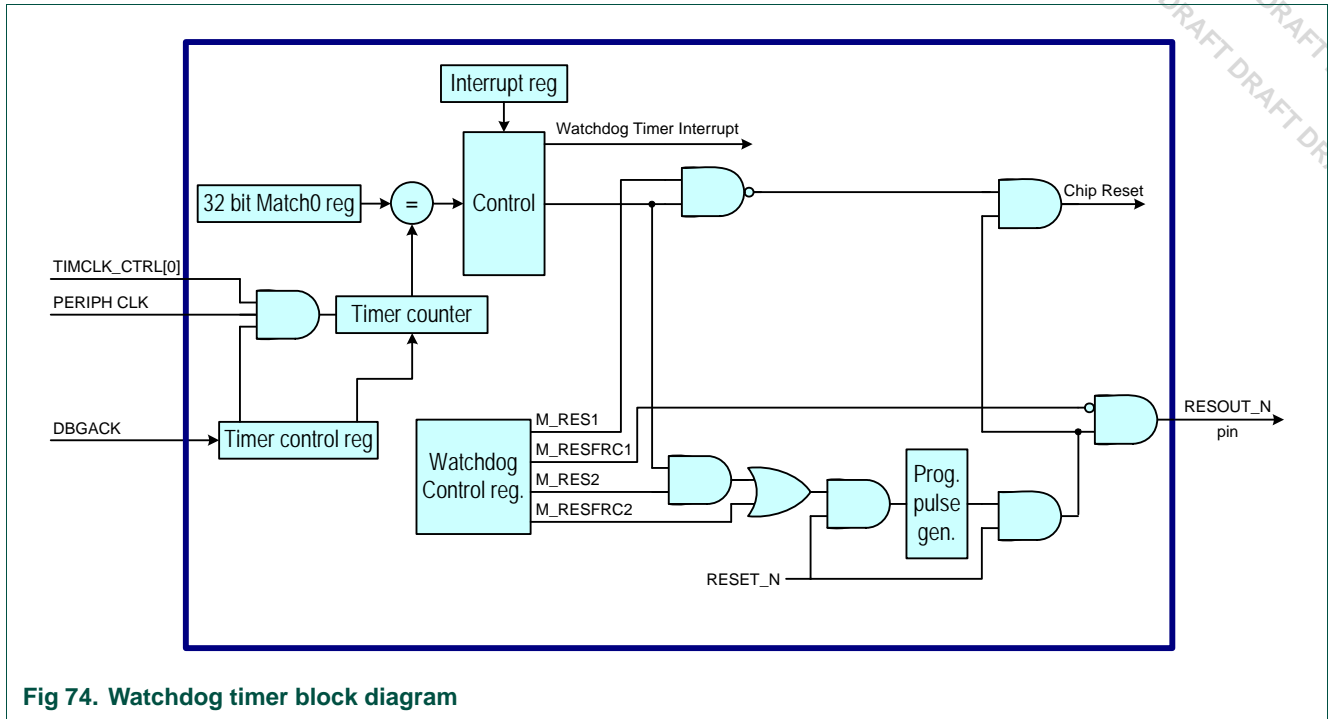 DRAFT
DRAFT DRAFT DR
Interrupt reg
Watchdog Timer Interrupt
32 bit Match0 reg
=
Control
Chip Reset
TIMCLK_CTRL[0]
PERIPH CLK
Timer counter
DBGACK
Timer control reg
M_RES1
M_RESFRC1
M_RES2
M_RESFRC2
Watchdog
Control reg.
Prog.
pulse
gen.
RESOUT_N
pin
RESET_N
Fig 74. Watchdog timer block diagram